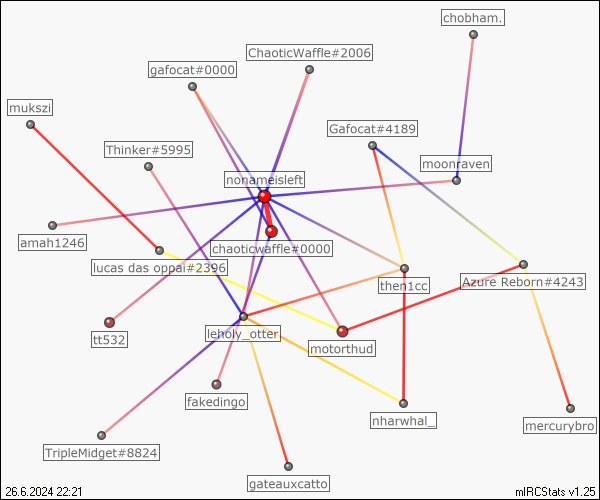 chobham.
ChaoticWaffle#2006
gafocat#0000
mukszi
Gafocat#4189
Thinker#5995
moonraven
nonameisleft
amah1246
chaoticwaffle#0000
lucas das oppai#2396
then1cc
Azure Reborn#4243
tt532
leholy_otter
motorthud
fakedingo
nharwhal_
mercurybro
TripleMidget#8824
gateauxcatto
26.6.2024 22:21
mIRCStats v1.25